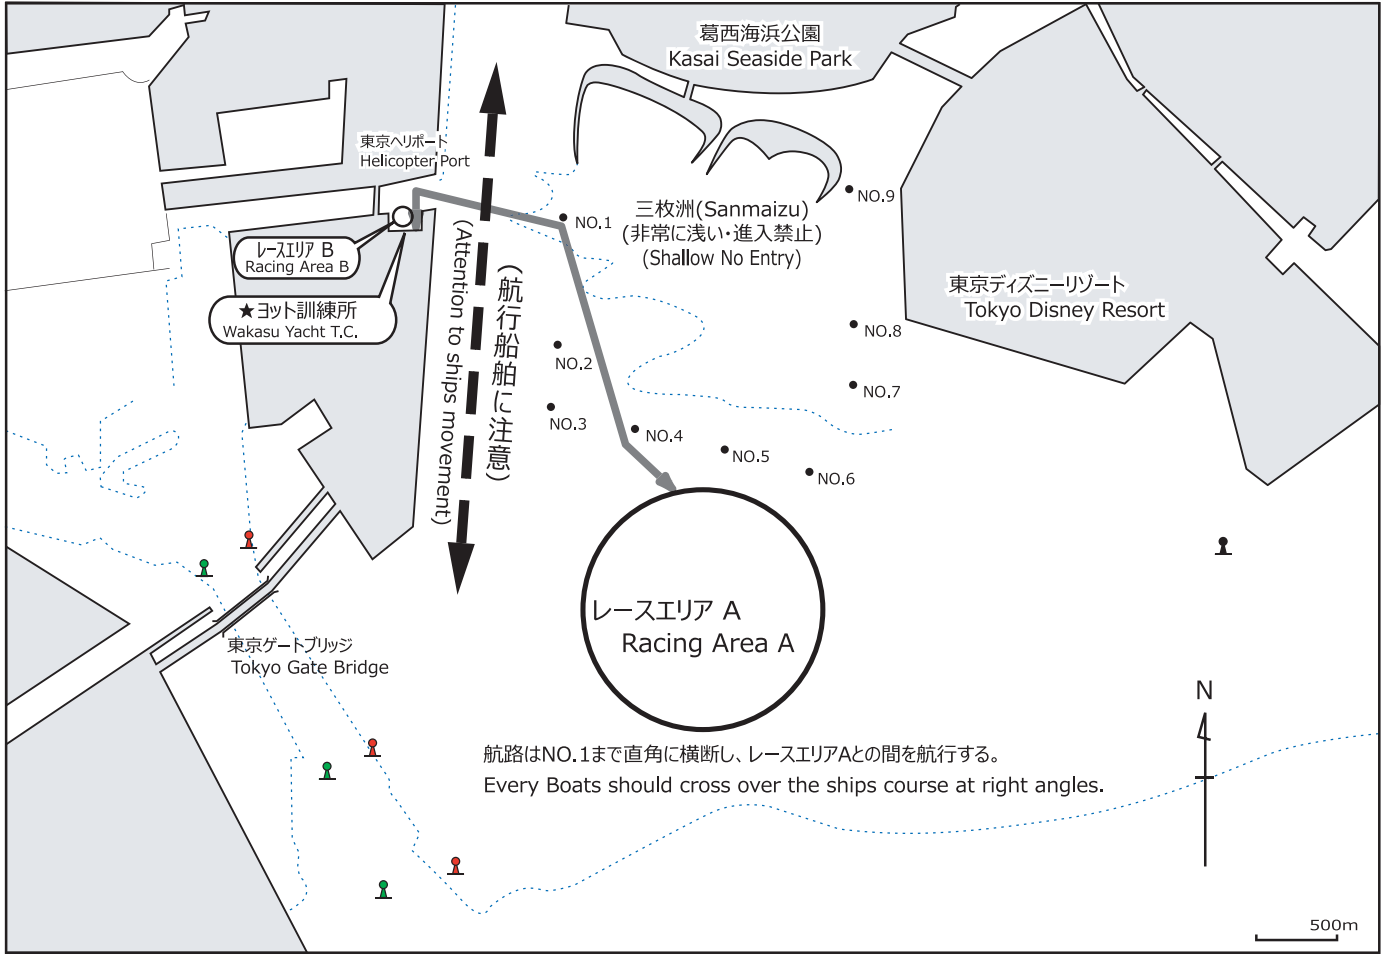 葛西海浜公園
Kasai Seaside Park
東京ヘリポート
Helicopter Port
NO.9
三枚洲(Sanmaizu)
(非常に浅い・進入禁止)
(Shallow No Entry)
NO.1
レースエリア B
Racing Area B
★ヨット訓練所
Wakasu Yacht T.C.
(航行船舶に注意)
(Attention to ships movement)
東京ディズニーリゾート
Tokyo Disney Resort
NO.8
NO.2
NO.7
NO.3
NO.4
NO.5
NO.6
レースエリア A
Racing Area A
東京ゲートブリッジ
Tokyo Gate Bridge
N
航路はNO.1まで直角に横断し、レースエリアAとの間を航行する。
Every Boats should cross over the ships course at right angles.
500m